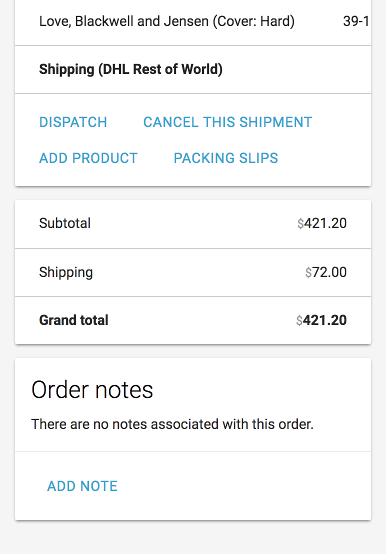 Love, Blackwell and Jensen (Cover: Hard) 39-1
Shipping (DHL Rest of World)
DISPATCH CANCEL THIS SHIPMENT
ADD PRODUCT PACKING SLIPS
Subtotal $421.20
Shipping $72.00
Grand total $421.20
Order notes
There are no notes associated with this order.
ADD NOTE